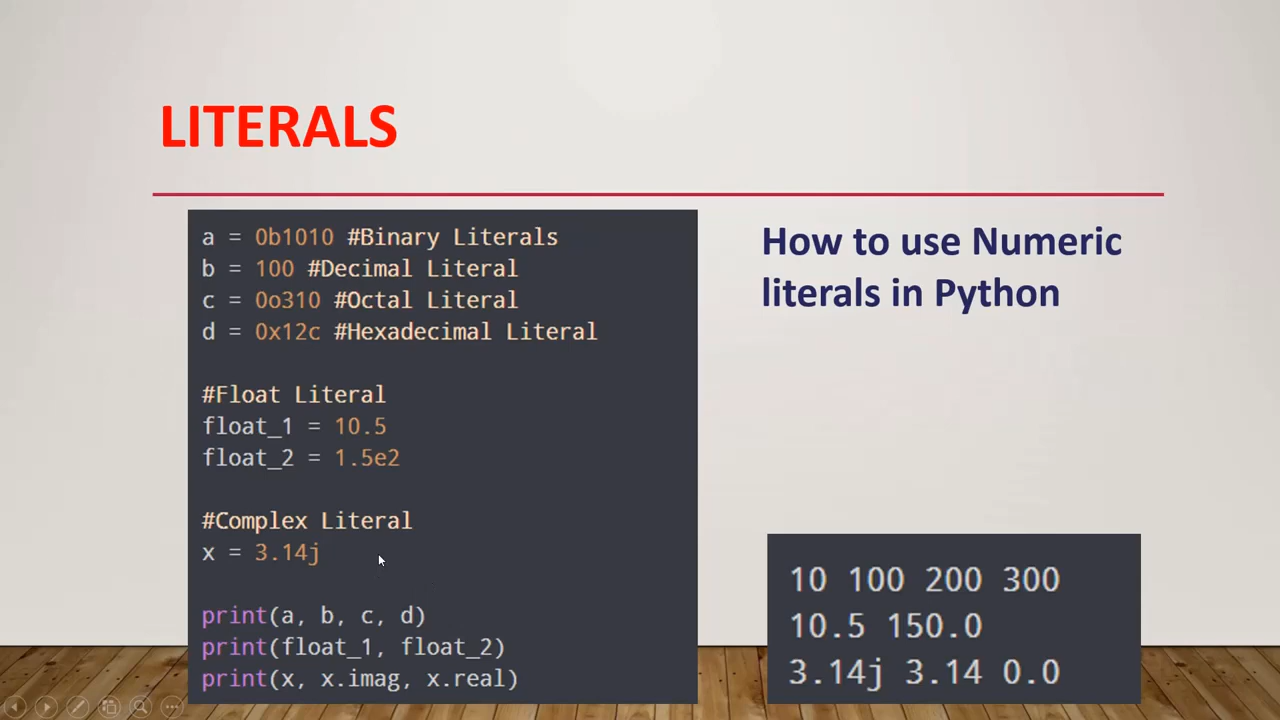 LITERALS
a = 0b1010 #Binary Literals
b = 100 #Decimal Literal
c = 0o310 #Octal Literal
d = 0x12c #Hexadecimal Literal
#Float Literal
float_1 = 10.5
float_2 = 1.5e2
#Complex Literal
x = 3.14j
print(a, b, c, d)
print(float_1, float_2)
print(x, x.imag, x.real)
How to use Numeric
literals in Python
10 100 200 300
10.5 150.0
3.14j 3.14 0.0